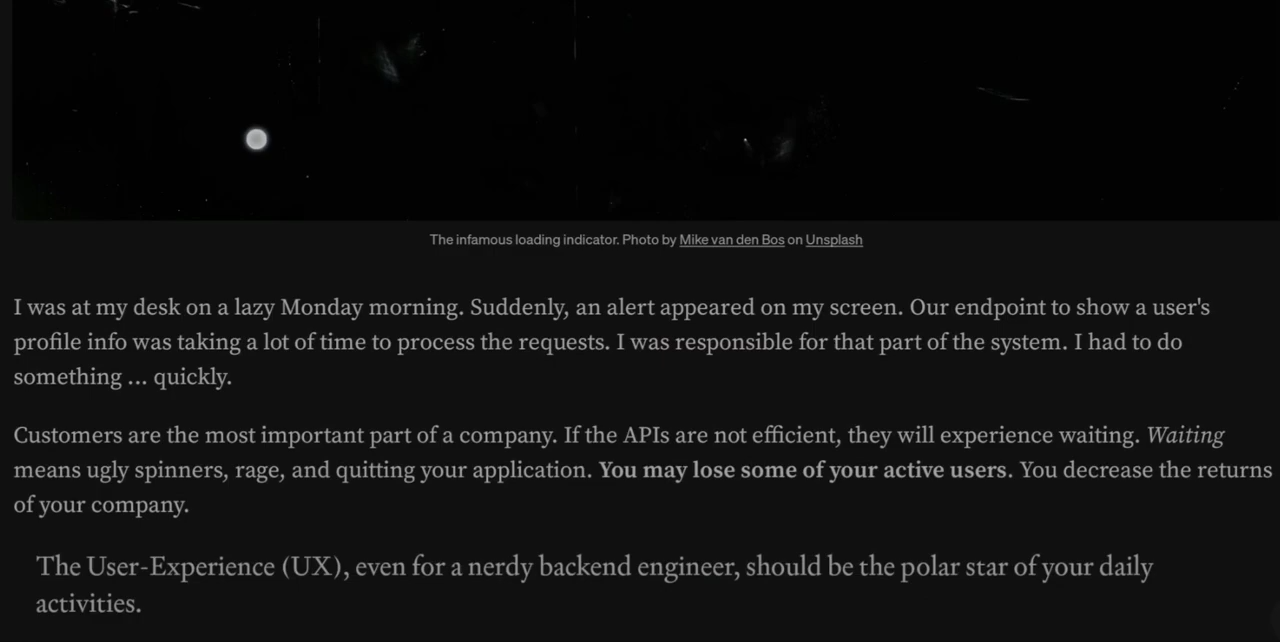 The infamous loading indicator. Photo by Mike van den Bos on Unsplash
I was at my desk on a lazy Monday morning. Suddenly, an alert appeared on my screen. Our endpoint to show a user's
profile info was taking a lot of time to process the requests. I was responsible for that part of the system. I had to do
something ... quickly.
Customers are the most important part of a company. If the APIs are not efficient, they will experience waiting. Waiting
means ugly spinners, rage, and quitting your application. You may lose some of your active users. You decrease the returns
of your company.
The User-Experience (UX), even for a nerdy backend engineer, should be the polar star of your daily
activities.